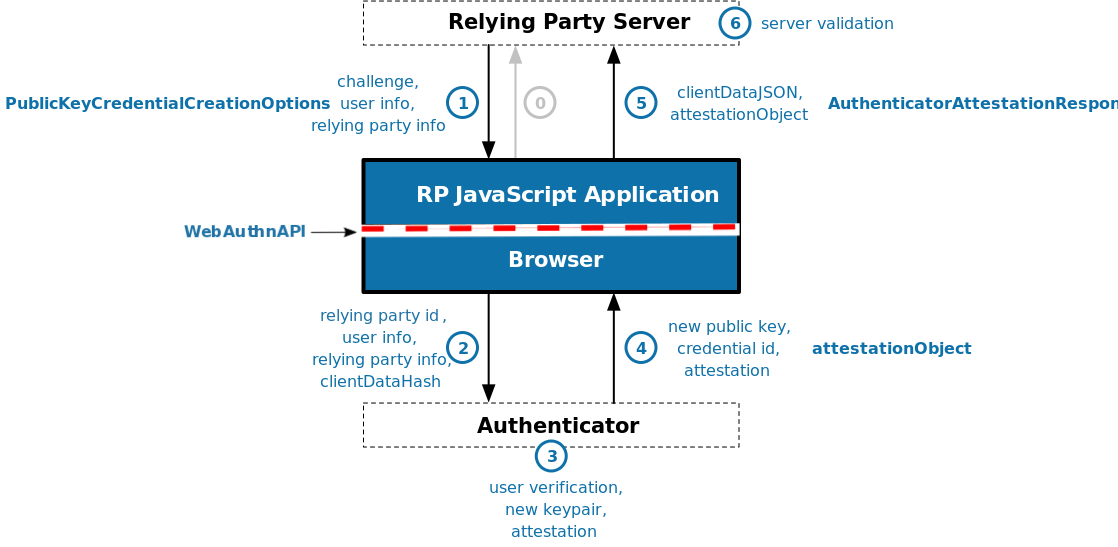 Relying Party Server
6 server validation
challenge,
user info,
relying party info
PublicKeyCredentialCreationOptions
1
0
5
clientDataJSON,
attestationObject
AuthenticatorAttestationRespon
RP JavaScript Application
WebAuthnAPI
Browser
relying party id,
user info,
relying party info,
clientDataHash
2
4
new public key,
credential id,
attestation
attestationObject
Authenticator
3
user verification,
new keypair,
attestation